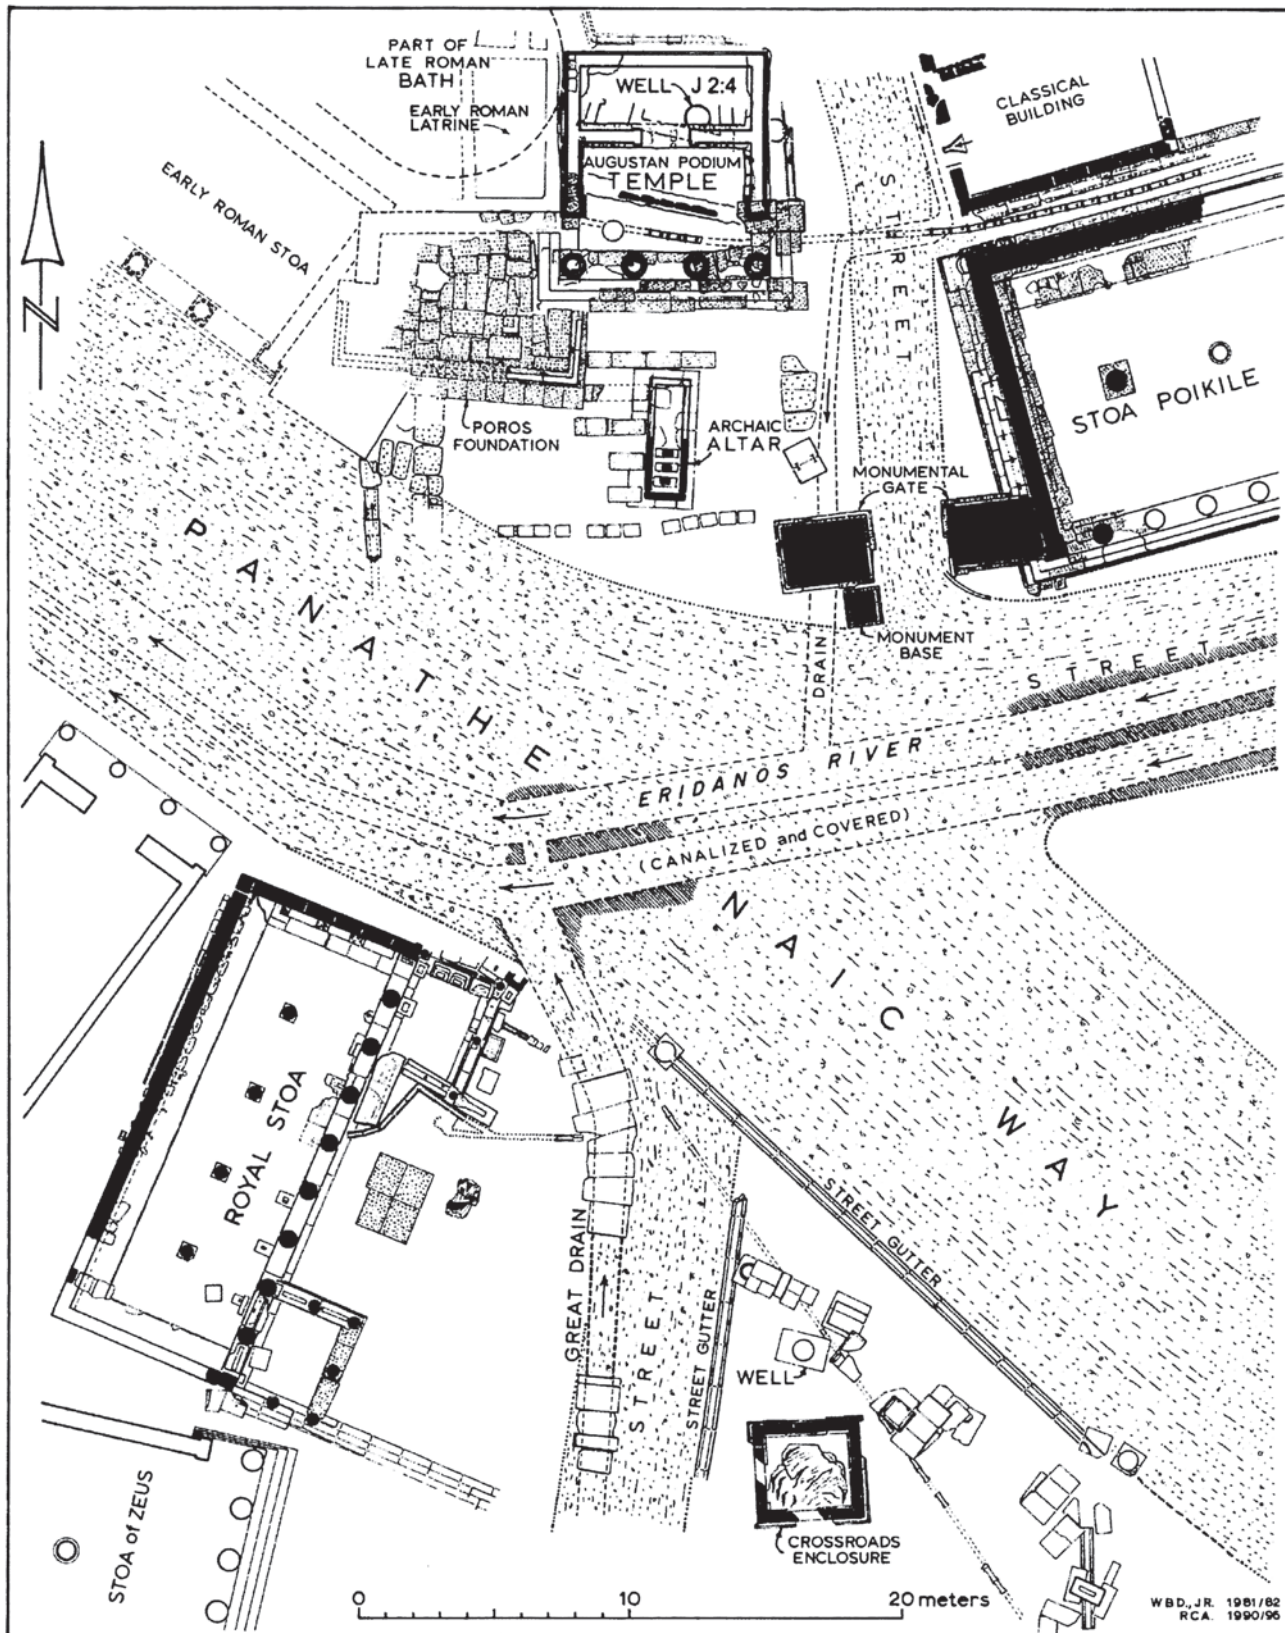 PART OF
LATE ROMAN
BATH
EARLY ROMAN
LATRINE
WELL J 2:4
AUGUSTAN PODIUM
TEMPLE
CLASSICAL
BUILDING
STREET
EARLY ROMAN STOA
N
STOA POIKILE
POROS
FOUNDATION
ARCHAIC
ALTAR
MONUMENTAL
GATE
MONUMENT
BASE
DRAIN
STREET
PANATHENAIC WAY
ERIDANOS RIVER
(CANALIZED and COVERED)
ROYAL STOA
GREAT DRAIN
STREET
STREET GUTTER
STREET GUTTER
WELL
CROSSROADS
ENCLOSURE
STOA of ZEUS
0 10 20 meters
WBD., JR. 1981/82
RCA. 1990/96